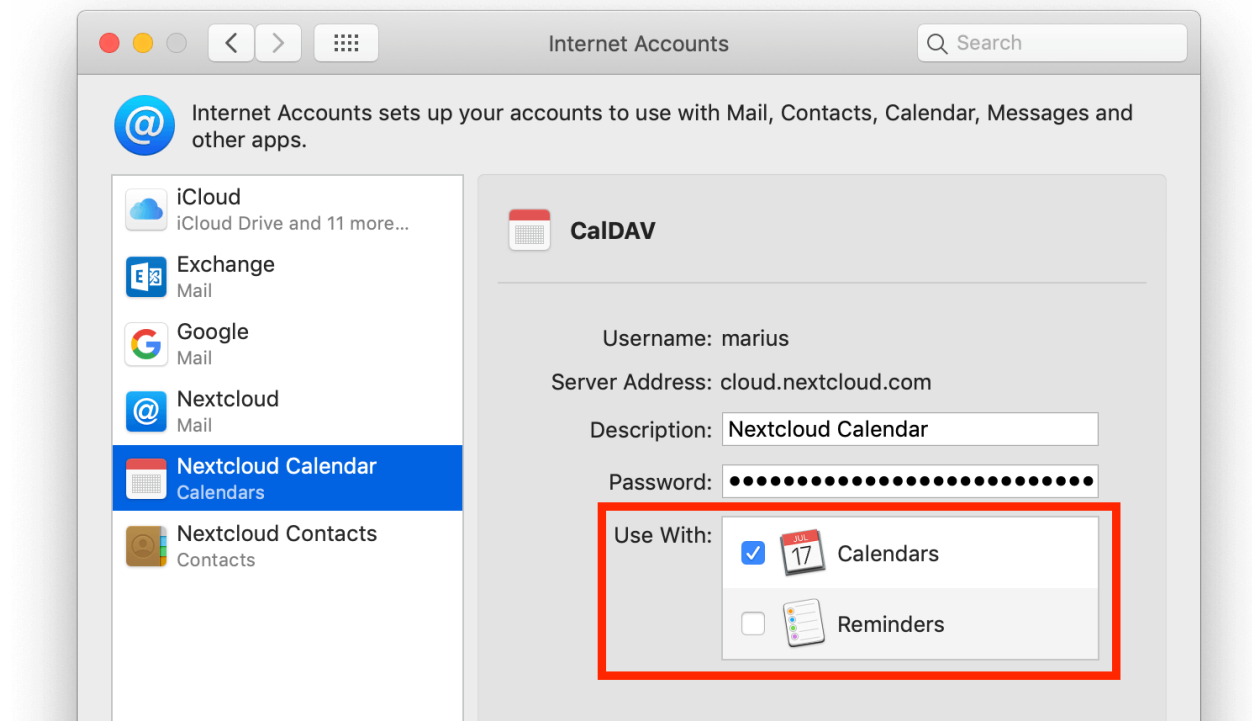 Internet Accounts
Search
@
Internet Accounts sets up your accounts to use with Mail, Contacts, Calendar, Messages and
other apps.
iCloud
iCloud Drive and 11 more...
Exchange
Mail
Google
Mail
Nextcloud
Mail
Nextcloud Calendar
Calendars
Nextcloud Contacts
Contacts
CalDAV
Username: marius
Server Address: cloud.nextcloud.com
Description: Nextcloud Calendar
Password: ••••••••••••••••••••••••••••
Use With:
JUL
17
Calendars
Reminders